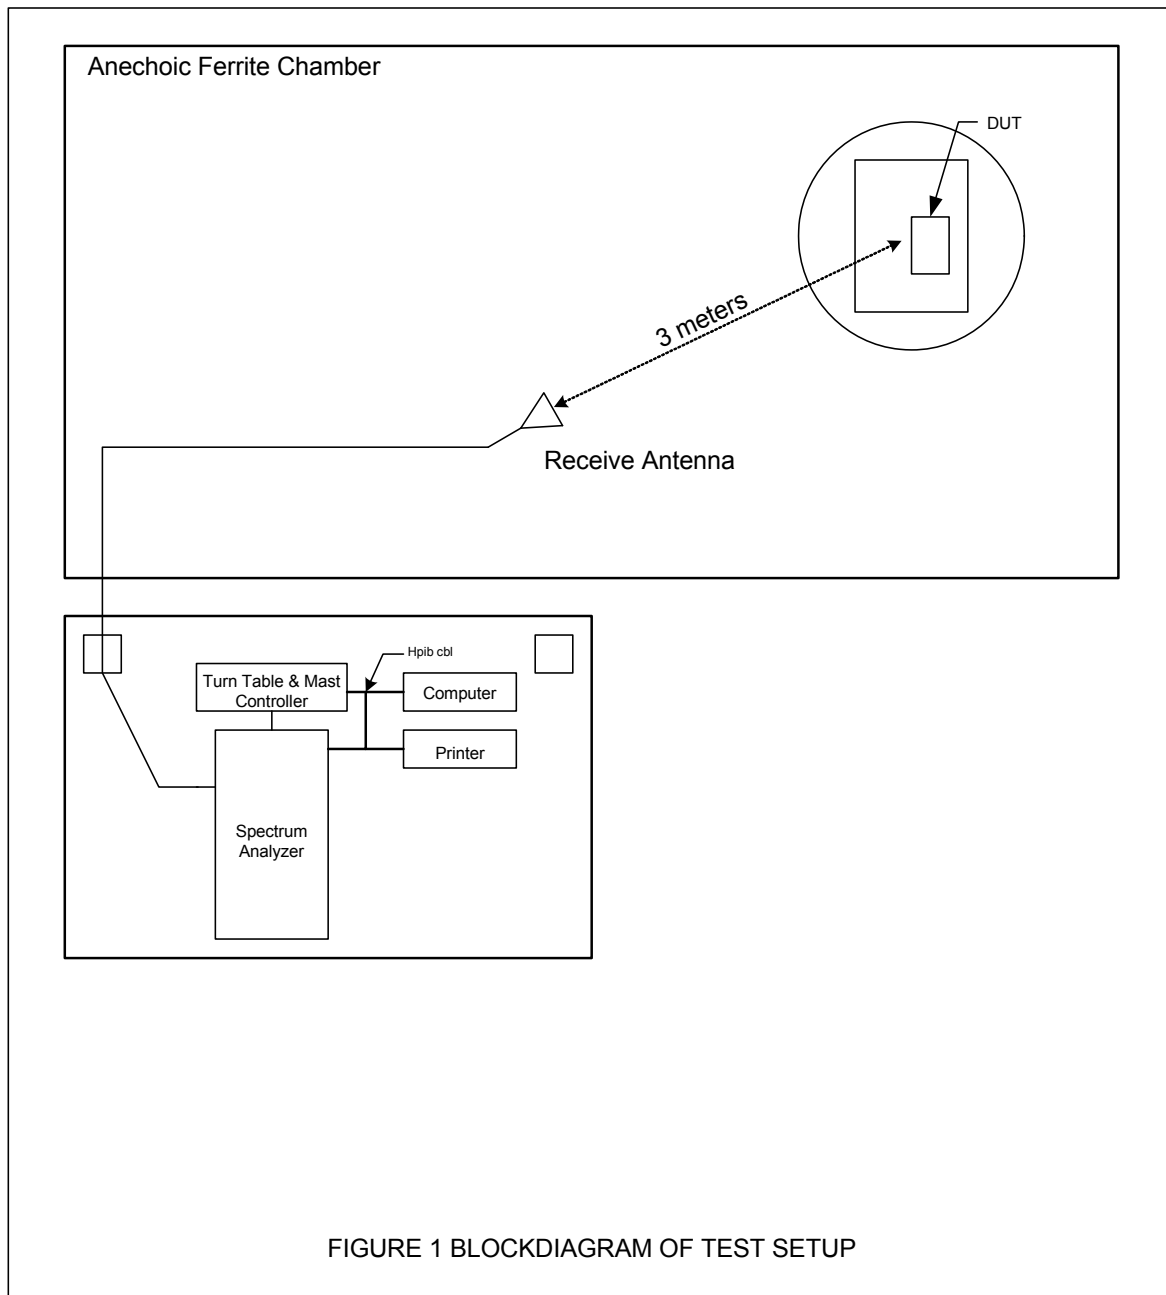 Anechoic Ferrite Chamber
DUT
3 meters
Receive Antenna
Hpib cbl
Turn Table & Mast
Controller
Computer
Printer
Spectrum
Analyzer
FIGURE 1 BLOCKDIAGRAM OF TEST SETUP